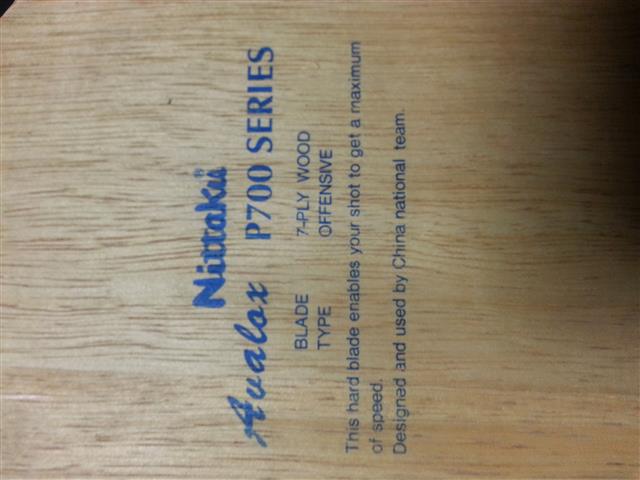 Nittaku®
Avalox P700 SERIES
BLADE 7-PLY WOOD
TYPE OFFENSIVE
This hard blade enables your shot to get a maximum
of speed.
Designed and used by China national team.